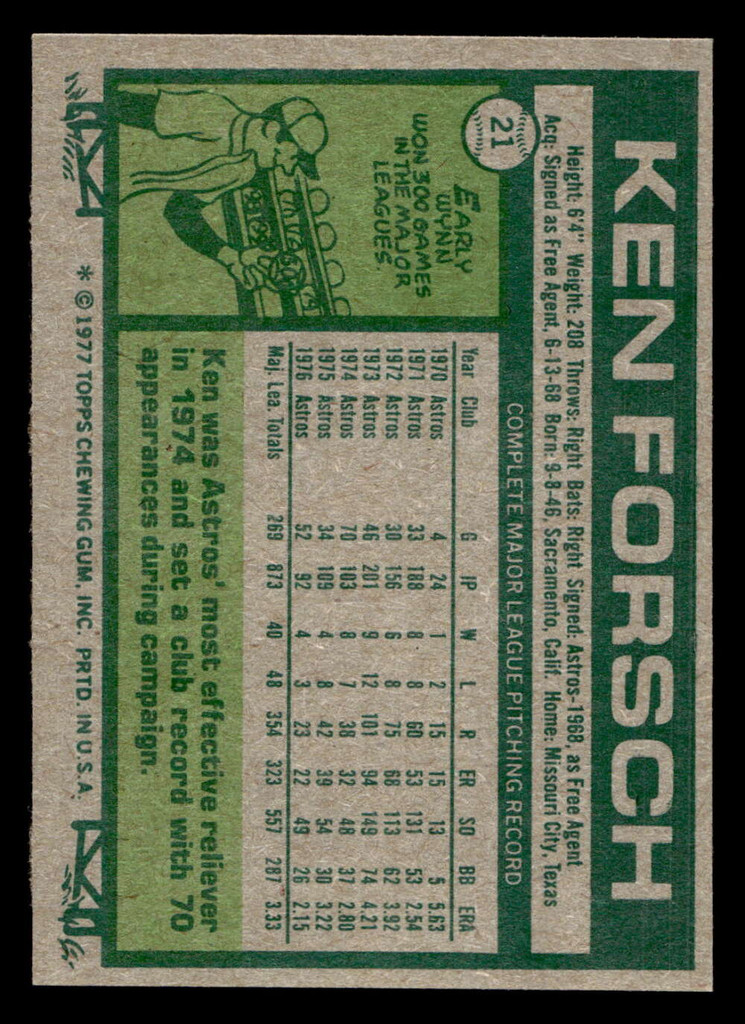 21
KEN FORSCH
Height: 6'4" Weight: 208 Throws: Right Bats: Right Signed: Astros-1968, as Free Agent
Acq: Signed as Free Agent, 6-13-68 Born: 9-8-46, Sacramento, Calif. Home: Missouri City, Texas
COMPLETE MAJOR LEAGUE PITCHING RECORD
Year Club G IP W L R ER SO BB ERA
1970 Astros 4 24 1 2 15 15 13 5 5.63
1971 Astros 33 188 8 8 60 53 131 53 2.54
1972 Astros 30 156 6 8 75 68 113 62 3.92
1973 Astros 46 201 9 12 101 94 149 74 4.21
1974 Astros 70 103 8 7 38 32 48 37 2.80
1975 Astros 34 109 4 8 42 39 54 30 3.22
1976 Astros 52 92 4 3 23 22 49 26 2.15
Maj. Lea. Totals 269 873 40 48 354 323 557 287 3.33
EARLY
WYNN
WON 300 GAMES
IN THE MAJOR
LEAGUES.
Ken was Astros' most effective reliever
in 1974 and set a club record with 70
appearances during campaign.
* © 1977 TOPPS CHEWING GUM, INC. PRTD. IN U.S.A.